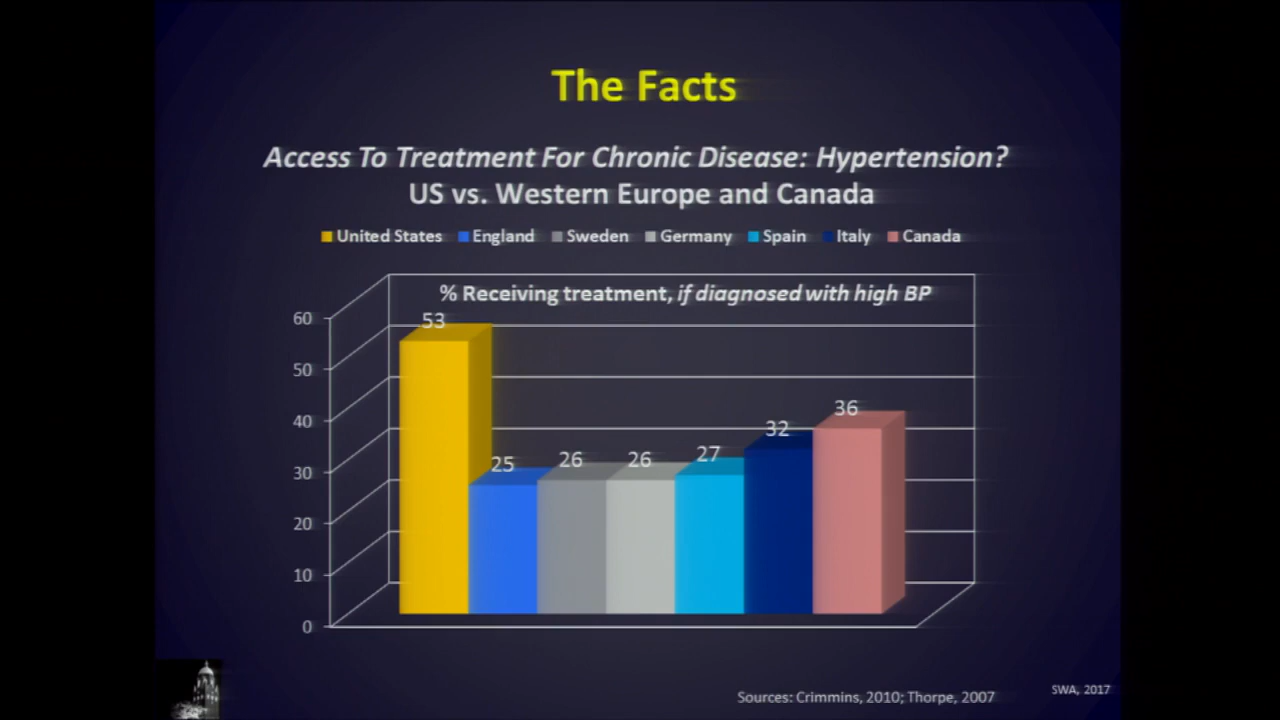 The Facts
Access To Treatment For Chronic Disease: Hypertension?
US vs. Western Europe and Canada
United States England Sweden Germany Spain Italy Canada
% Receiving treatment, if diagnosed with high BP
60
50
40
30
20
10
0
53
25
26
26
27
32
36
Sources: Crimmins, 2010; Thorpe, 2007
SWA, 2017